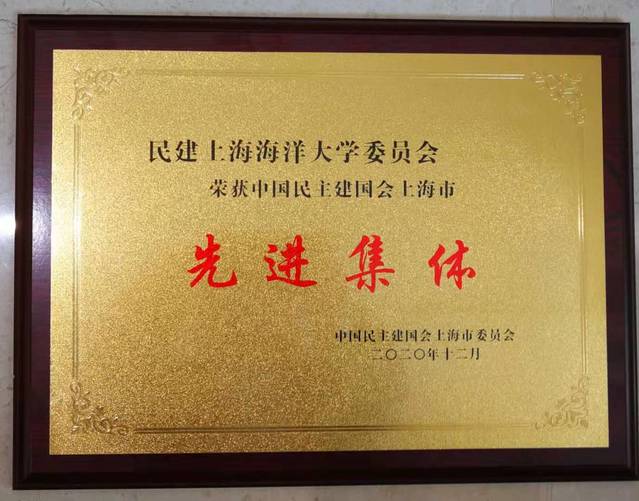 民建上海海洋大学委员会
荣获中国民主建国会上海市
先进集体
中国民主建国会上海市委员会
二〇二〇年十二月